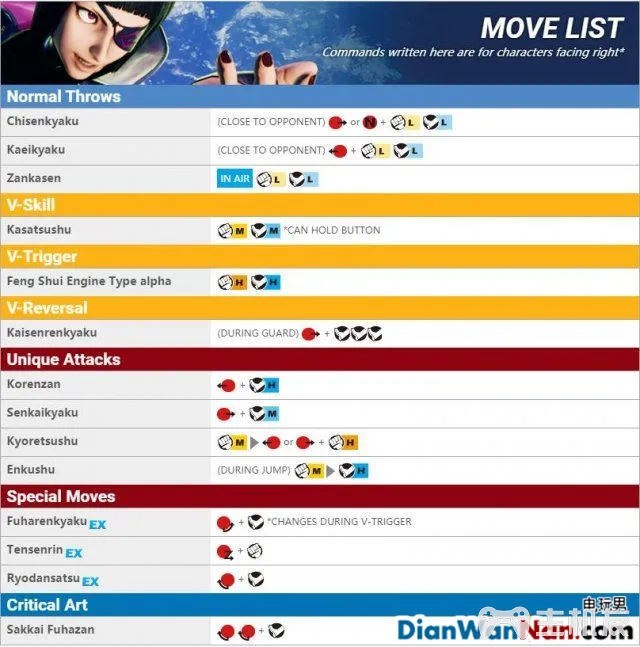 MOVE LIST
Commands written here are for characters facing right*
Normal Throws
Chisenkyaku (CLOSE TO OPPONENT) or N + L L
Kaeikyaku (CLOSE TO OPPONENT) + L L
Zankasen IN AIR L L
V-Skill
Kasatsushu M M *CAN HOLD BUTTON
V-Trigger
Feng Shui Engine Type alpha H H
V-Reversal
Kaisenrenkyaku (DURING GUARD) +
Unique Attacks
Korenzan + H
Senkaikyaku + M
Kyoretsushu M or + H
Enkushu (DURING JUMP) M H
Special Moves
Fuharenkyaku EX + *CHANGES DURING V-TRIGGER
Tensenrin EX +
Ryodansatsu EX +
Critical Art
电玩男
Sakkai Fuhazan +
DianWanNan.com